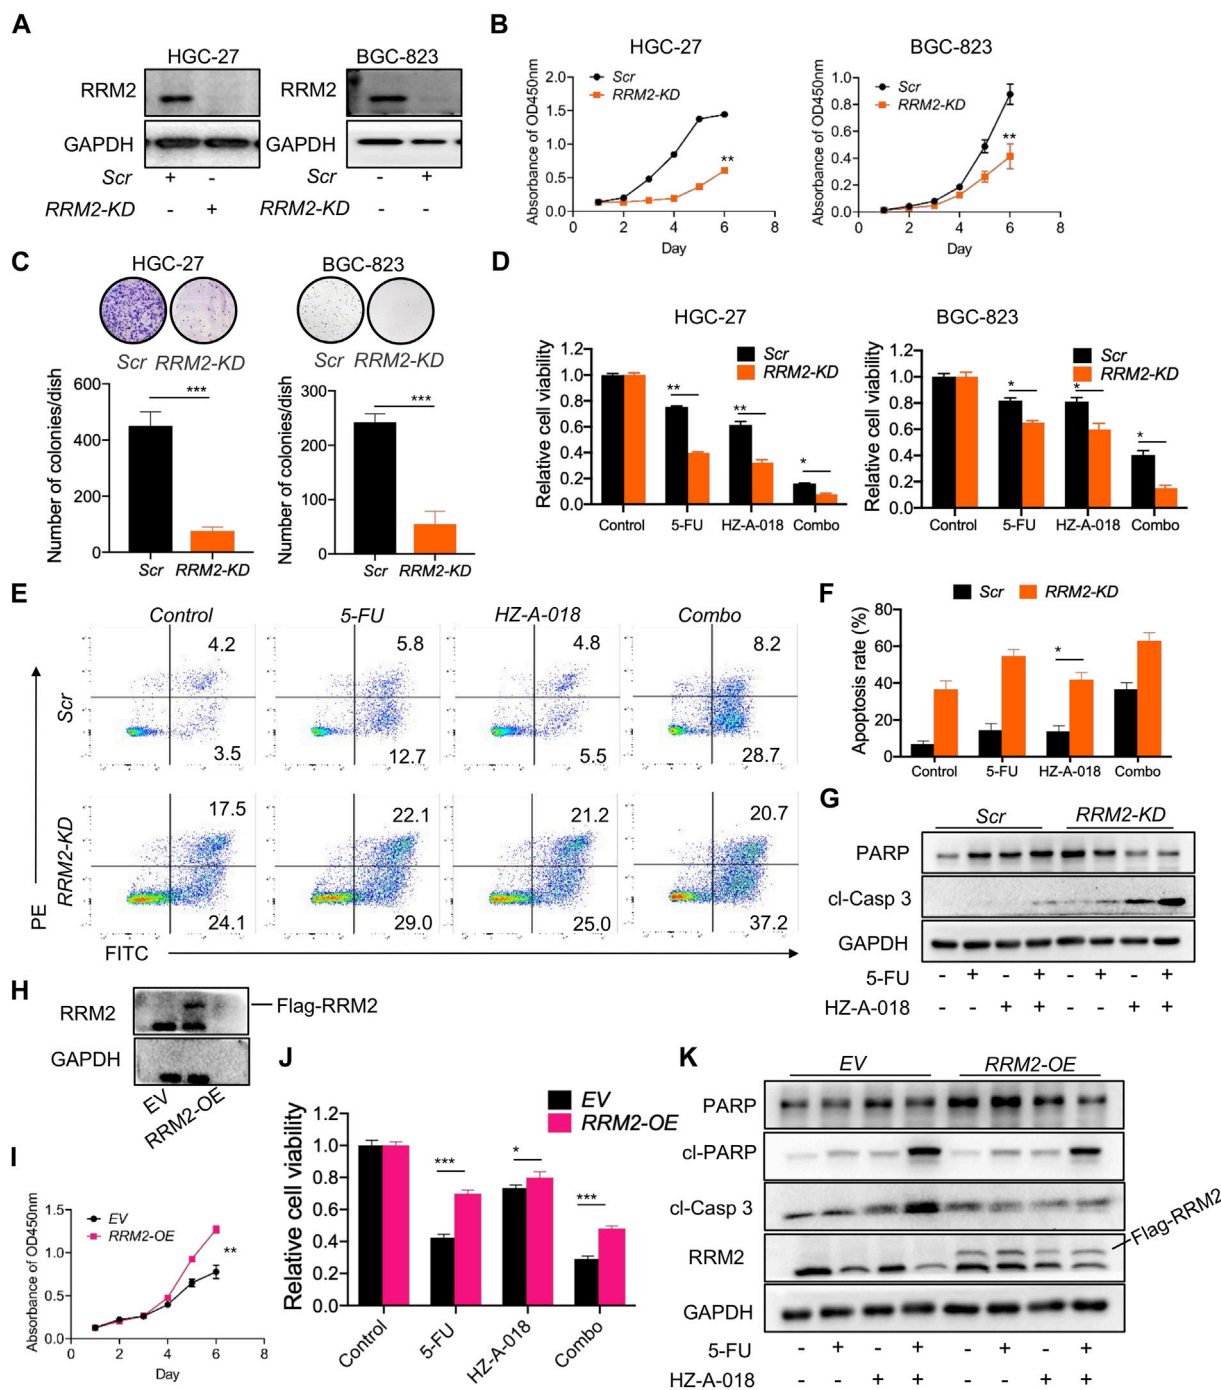 A
HGC-27
BGC-823
RRM2
RRM2
GAPDH
GAPDH
Scr + -
Scr - +
RRM2-KD - +
RRM2-KD - -
B
HGC-27
BGC-823
Absorbance of OD450nm
2.0
1.5
1.0
0.5
0.0
Scr
RRM2-KD
**
0 2 4 6 8
Day
Absorbance of OD450nm
1.0
0.8
0.6
0.4
0.2
0.0
Scr
RRM2-KD
**
0 2 4 6 8
Day
C
HGC-27
BGC-823
Scr RRM2-KD
Scr RRM2-KD
Number of colonies/dish
600
400
200
0
***
Scr RRM2-KD
Number of colonies/dish
300
200
100
0
***
Scr RRM2-KD
D
HGC-27
BGC-823
Relative cell viability
1.2
1.0
0.8
0.6
0.4
0.2
0.0
Scr
RRM2-KD
**
**
*
Control 5-FU HZ-A-018 Combo
Relative cell viability
1.2
1.0
0.8
0.6
0.4
0.2
0.0
Scr
RRM2-KD
*
*
*
Control 5-FU HZ-A-018 Combo
E
Control 5-FU HZ-A-018 Combo
Scr
4.2 5.8 4.8 8.2
3.5 12.7 5.5 28.7
RRM2-KD
17.5 22.1 21.2 20.7
24.1 29.0 25.0 37.2
PE
FITC
F
Scr RRM2-KD
Apoptosis rate (%)
80
60
40
20
0
*
Control 5-FU HZ-A-018 Combo
G
Scr RRM2-KD
PARP
cl-Casp 3
GAPDH
5-FU - + - + - + - +
HZ-A-018 - - + + - - + +
H
RRM2
Flag-RRM2
GAPDH
EV
RRM2-OE
I
Absorbance of OD450nm
1.5
1.0
0.5
0.0
EV
RRM2-OE
**
0 2 4 6 8
Day
J
Relative cell viability
1.2
1.0
0.8
0.6
0.4
0.2
0.0
EV
RRM2-OE
***
*
***
Control
5-FU
HZ-A-018
Combo
K
EV RRM2-OE
PARP
cl-PARP
cl-Casp 3
RRM2
Flag-RRM2
GAPDH
5-FU - + - + - + - +
HZ-A-018 - - + + - - + +